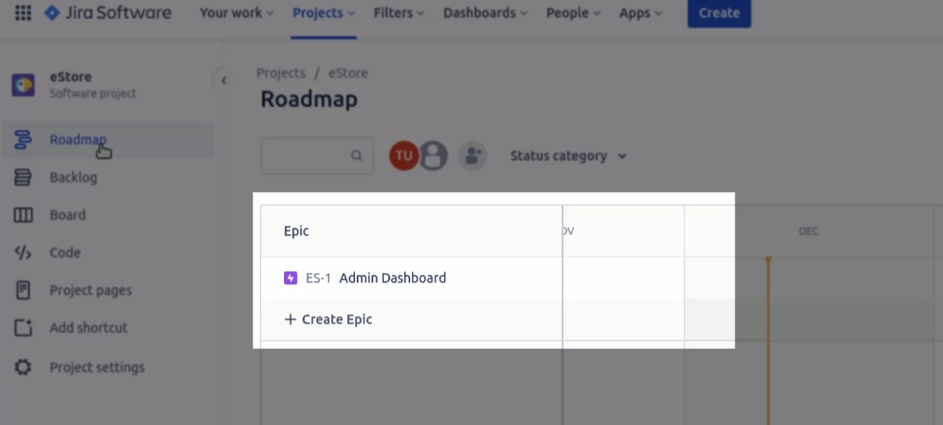 Jira Software Your work Projects Filters Dashboards People Apps Create
eStore
Software project
Roadmap
Backlog
Board
Code
Project pages
Add shortcut
Project settings
Projects / eStore
Roadmap
TU Status category
Epic OV DEC
ES-1 Admin Dashboard
+ Create Epic